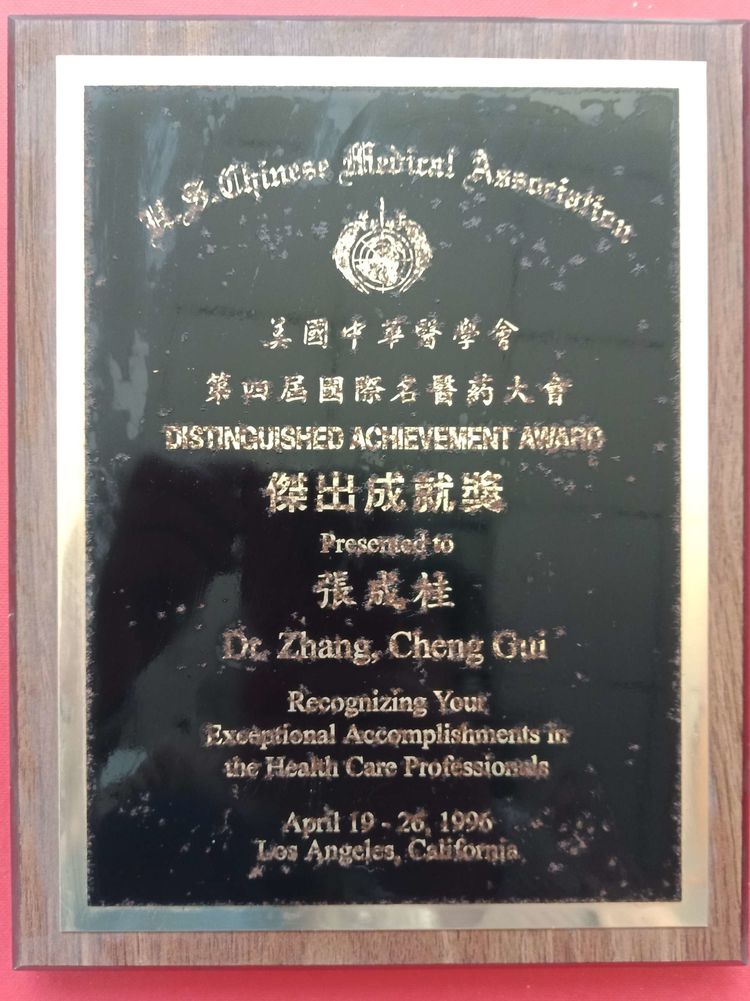 U.S. Chinese Medical Association
美國中華醫學會
第四屆國際名醫药大會
DISTINGUISHED ACHIEVEMENT AWARD
傑出成就獎
Presented to
張成桂
Dr. Zhang, Cheng Gui
Recognizing Your
Exceptional Accomplishments in
the Health Care Professionals
April 19 - 26, 1996
Los Angeles, California